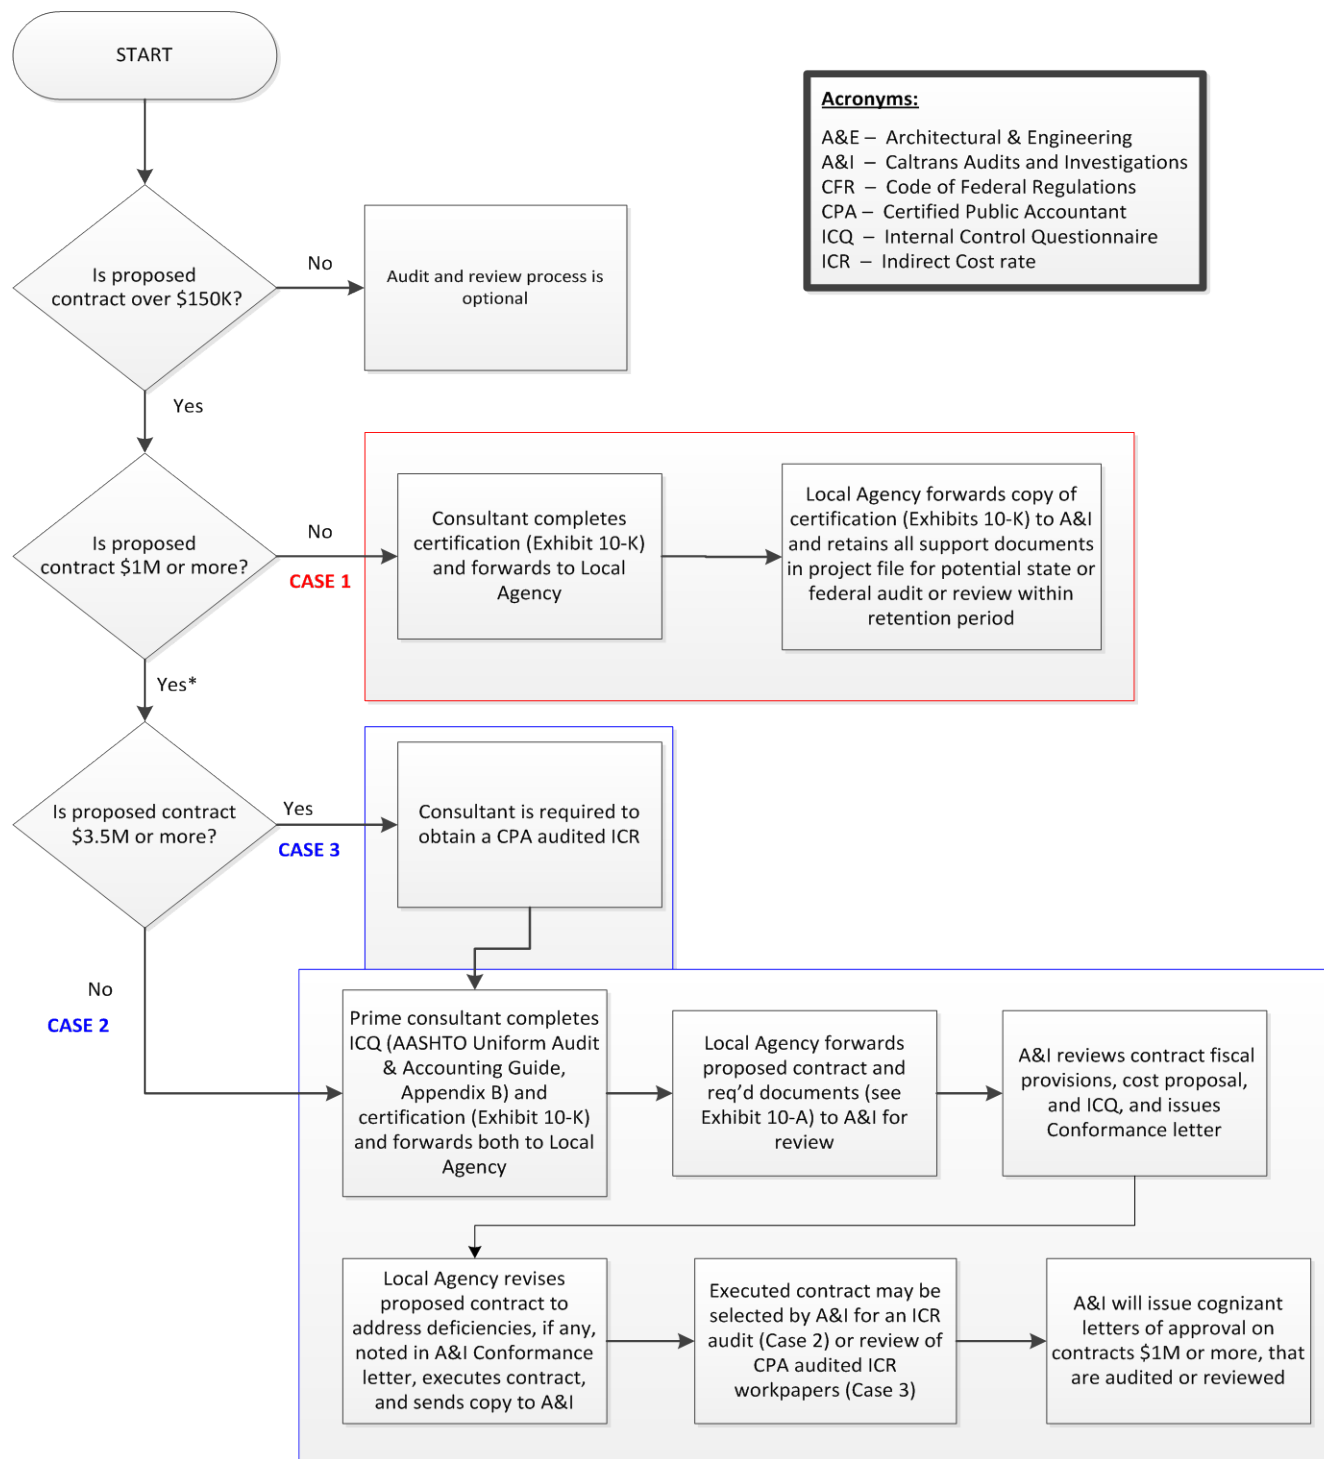 START
Acronyms:
A&E – Architectural & Engineering
A&I – Caltrans Audits and Investigations
CFR – Code of Federal Regulations
CPA – Certified Public Accountant
ICQ – Internal Control Questionnaire
ICR – Indirect Cost rate
Is proposed
contract over $150K?
No
Audit and review process is
optional
Yes
Is proposed
contract $1M or more?
No
CASE 1
Consultant completes
certification (Exhibit 10-K)
and forwards to Local
Agency
Local Agency forwards copy of
certification (Exhibits 10-K) to A&I
and retains all support documents
in project file for potential state or
federal audit or review within
retention period
Yes*
Is proposed contract
$3.5M or more?
Yes
CASE 3
Consultant is required to
obtain a CPA audited ICR
No
CASE 2
Prime consultant completes
ICQ (AASHTO Uniform Audit
& Accounting Guide,
Appendix B) and
certification (Exhibit 10-K)
and forwards both to Local
Agency
Local Agency forwards
proposed contract and
req’d documents (see
Exhibit 10-A) to A&I for
review
A&I reviews contract fiscal
provisions, cost proposal,
and ICQ, and issues
Conformance letter
Local Agency revises
proposed contract to
address deficiencies, if any,
noted in A&I Conformance
letter, executes contract,
and sends copy to A&I
Executed contract may be
selected by A&I for an ICR
audit (Case 2) or review of
CPA audited ICR
workpapers (Case 3)
A&I will issue cognizant
letters of approval on
contracts $1M or more, that
are audited or reviewed